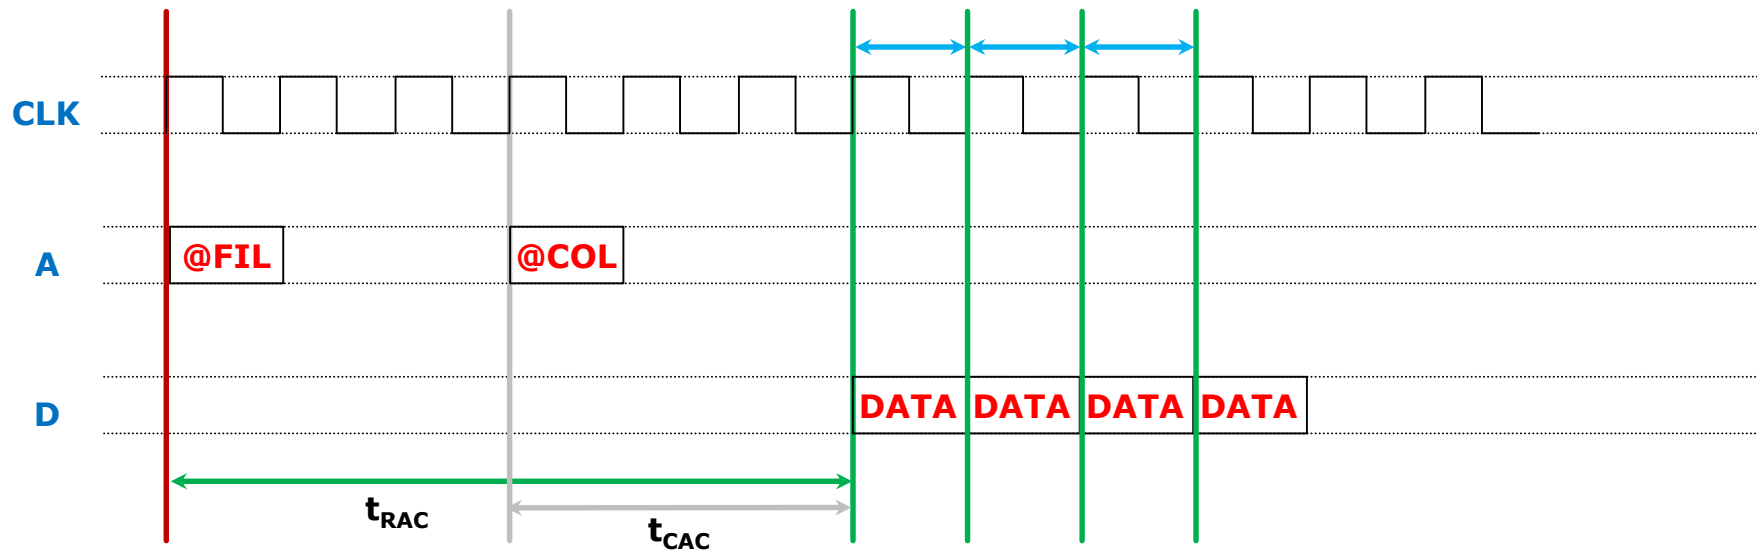 CLK
A
@FIL
@COL
D
DATA DATA DATA DATA
tRAC
tCAC